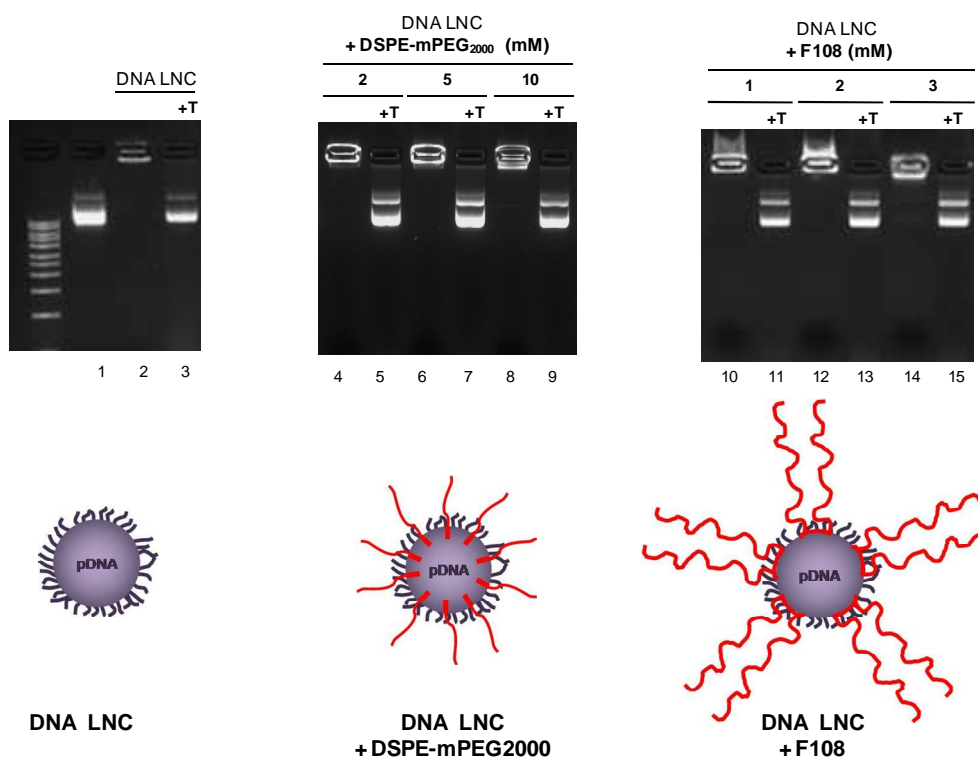 DNA LNC
+T
1 2 3
DNA LNC
+ DSPE-mPEG2000 (mM)
2 5 10
+T +T +T
4 5 6 7 8 9
DNA LNC
+ F108 (mM)
1 2 3
+T +T +T
10 11 12 13 14 15
pDNA
pDNA
pDNA
DNA LNC
DNA LNC
+ DSPE-mPEG2000
DNA LNC
+ F108